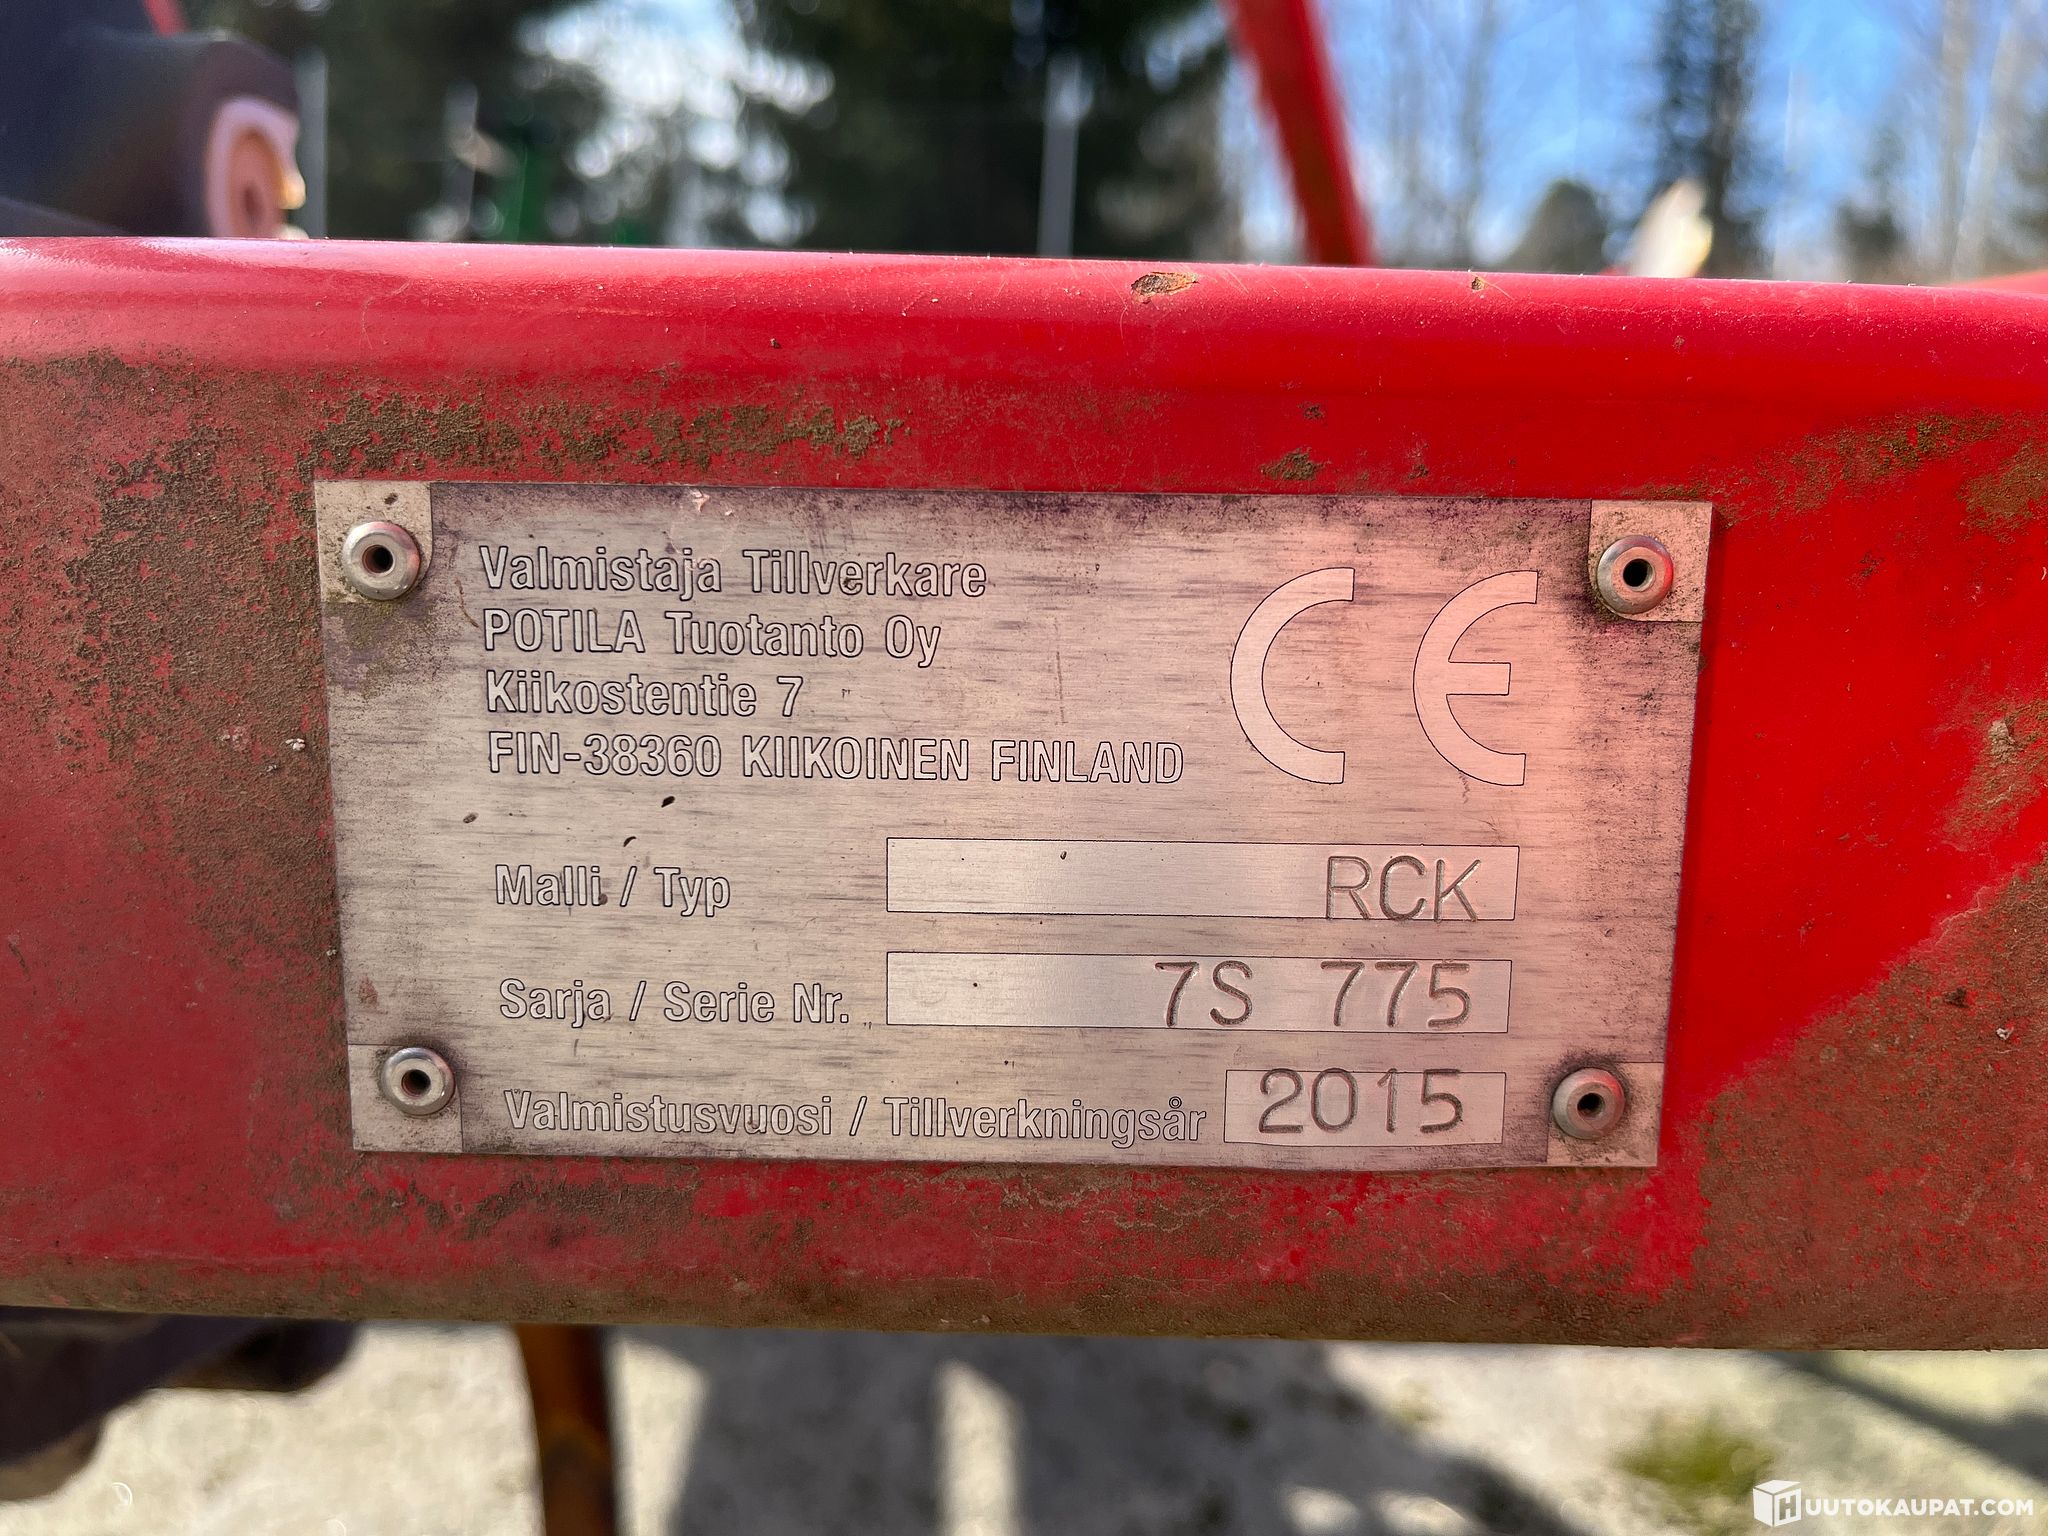 Valmistaja Tillverkare
POTILA Tuotanto Oy
Kiikostentie 7
FIN-38360 KIIKOINEN FINLAND
CE
Malli / Typ RCK
Sarja / Serie Nr. 7S 775
Valmistusvuosi / Tillverkningsår 2015
HUUTOKAUPAT.COM